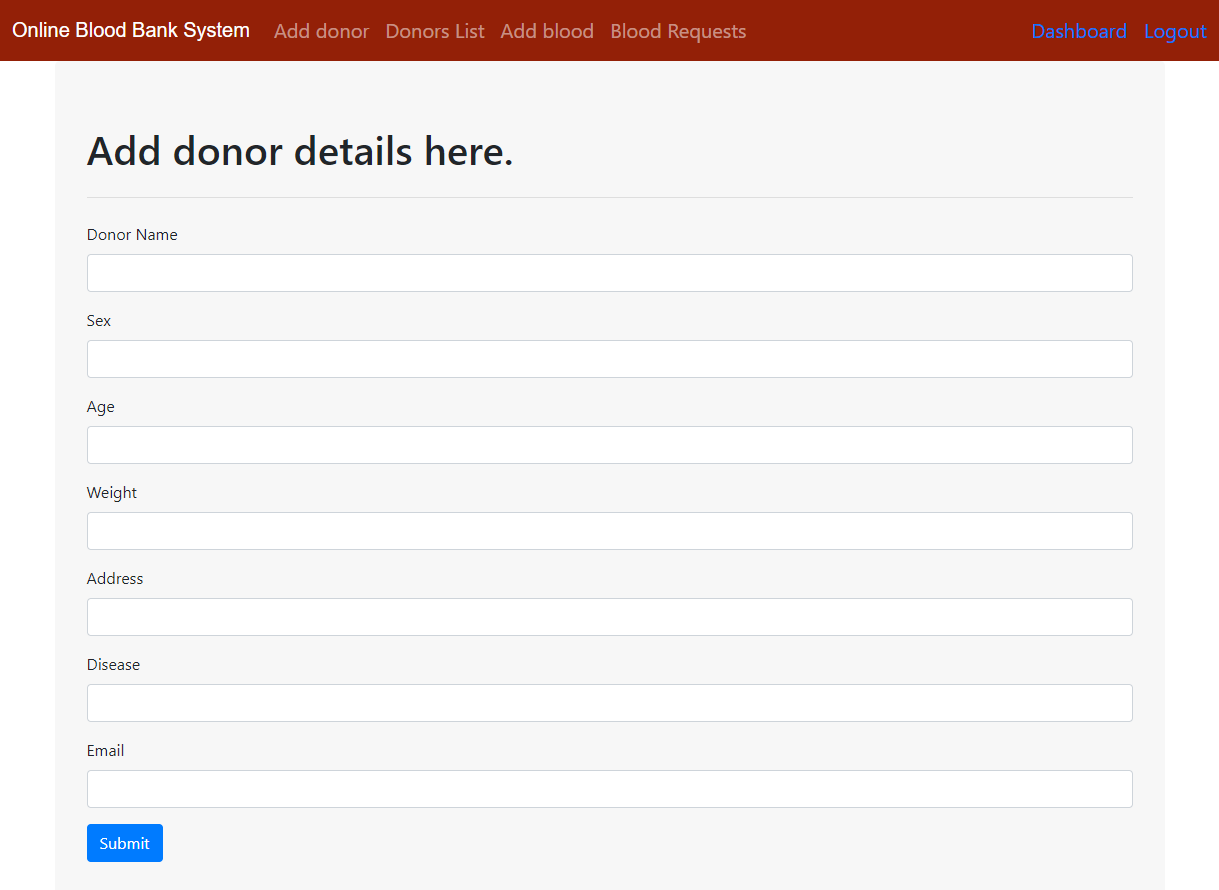 Online Blood Bank System Add donor Donors List Add blood Blood Requests Dashboard Logout
Add donor details here.
Donor Name
Sex
Age
Weight
Address
Disease
Email
Submit